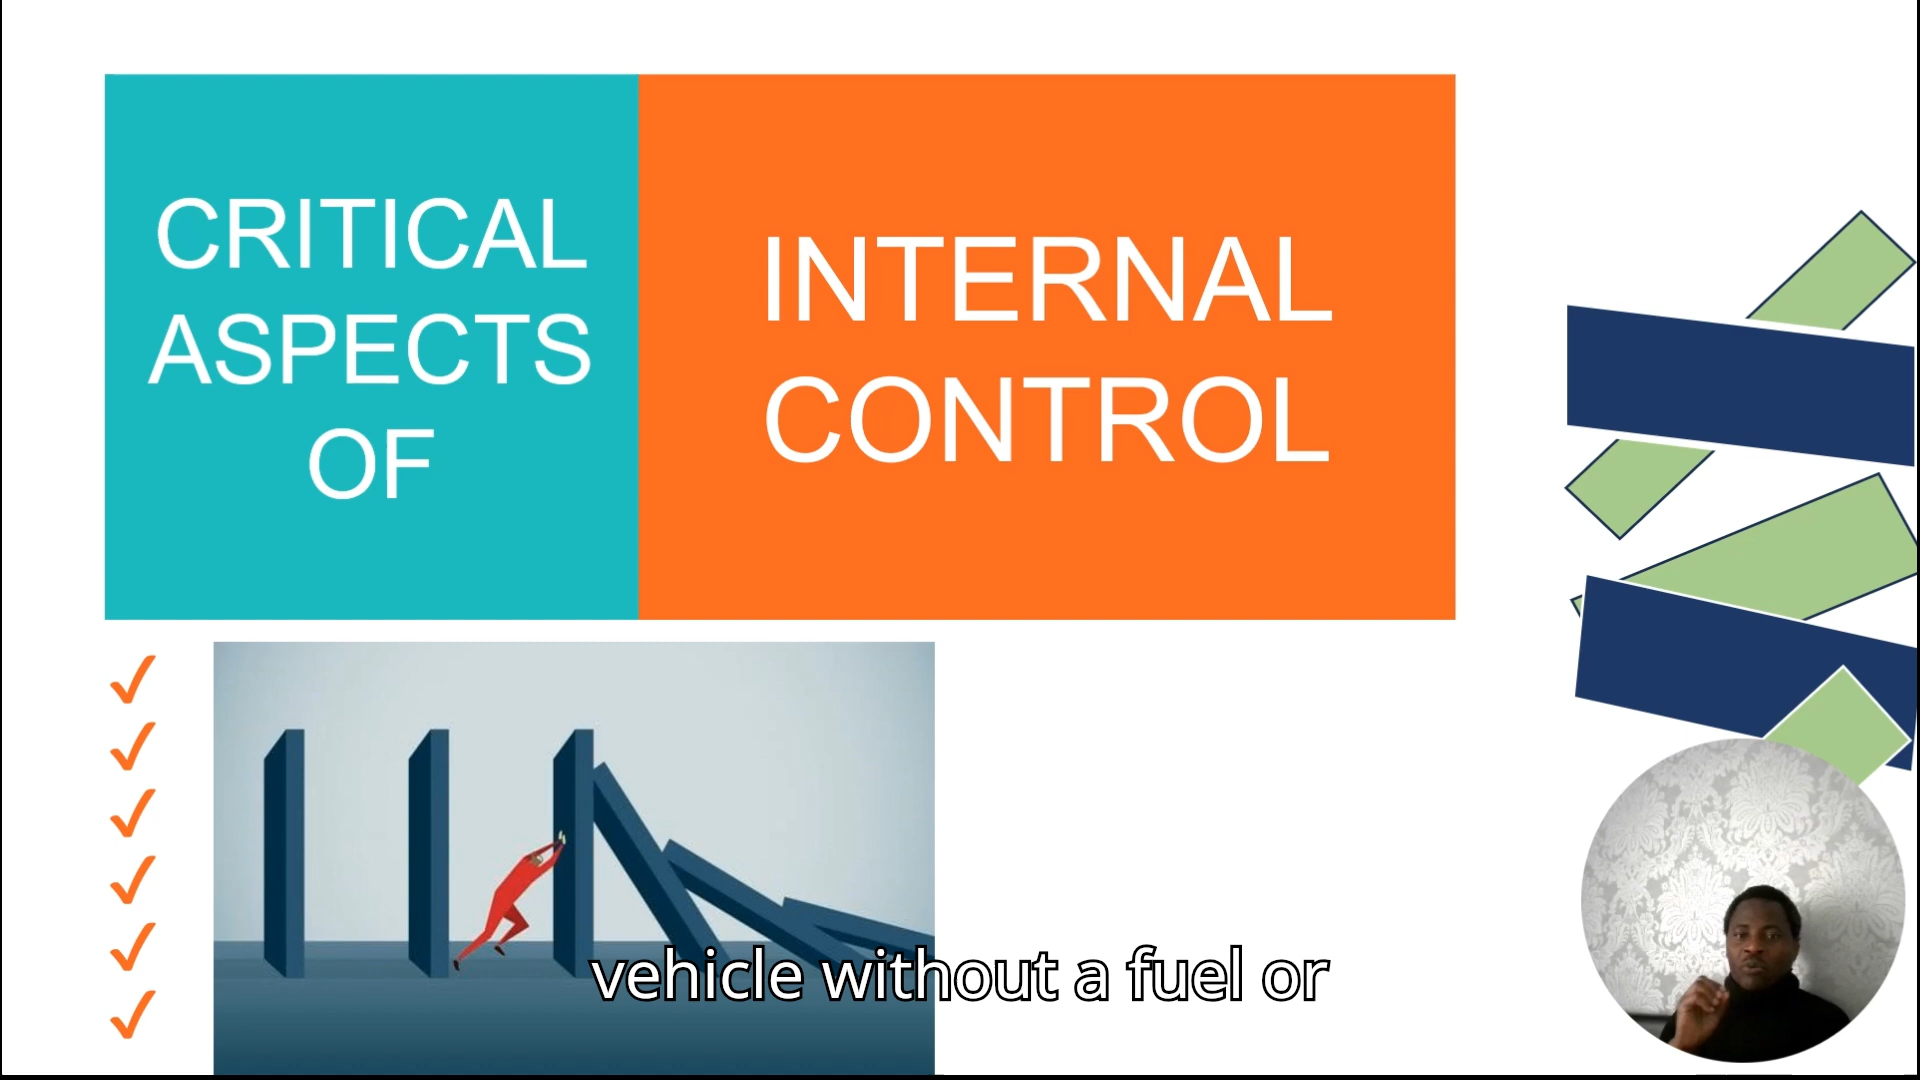 CRITICAL
ASPECTS
OF
INTERNAL
CONTROL
vehicle without a fuel or